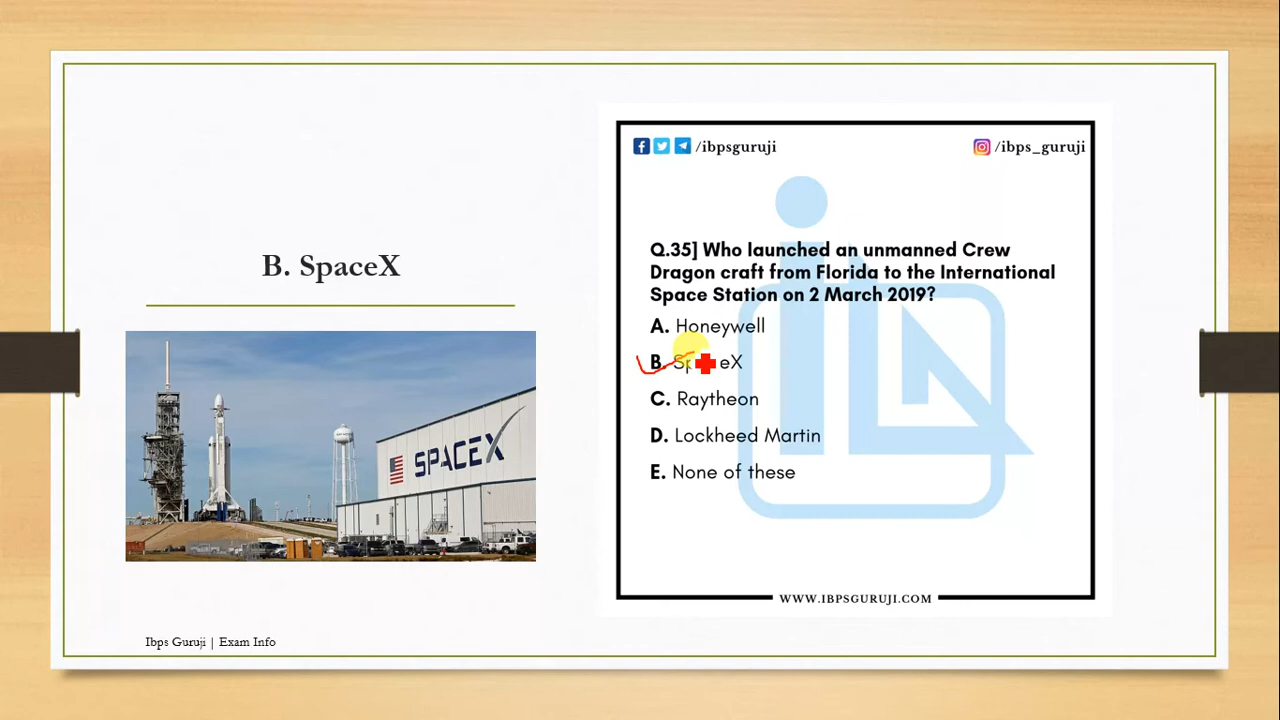 B. SpaceX
SPACEX
Ibps Guruji | Exam Info
/ibpsguruji
/ibps_guruji
Q.35] Who launched an unmanned Crew
Dragon craft from Florida to the International
Space Station on 2 March 2019?
A. Honeywell
B. SpaceX
C. Raytheon
D. Lockheed Martin
E. None of these
WWW.IBPSGURUJI.COM